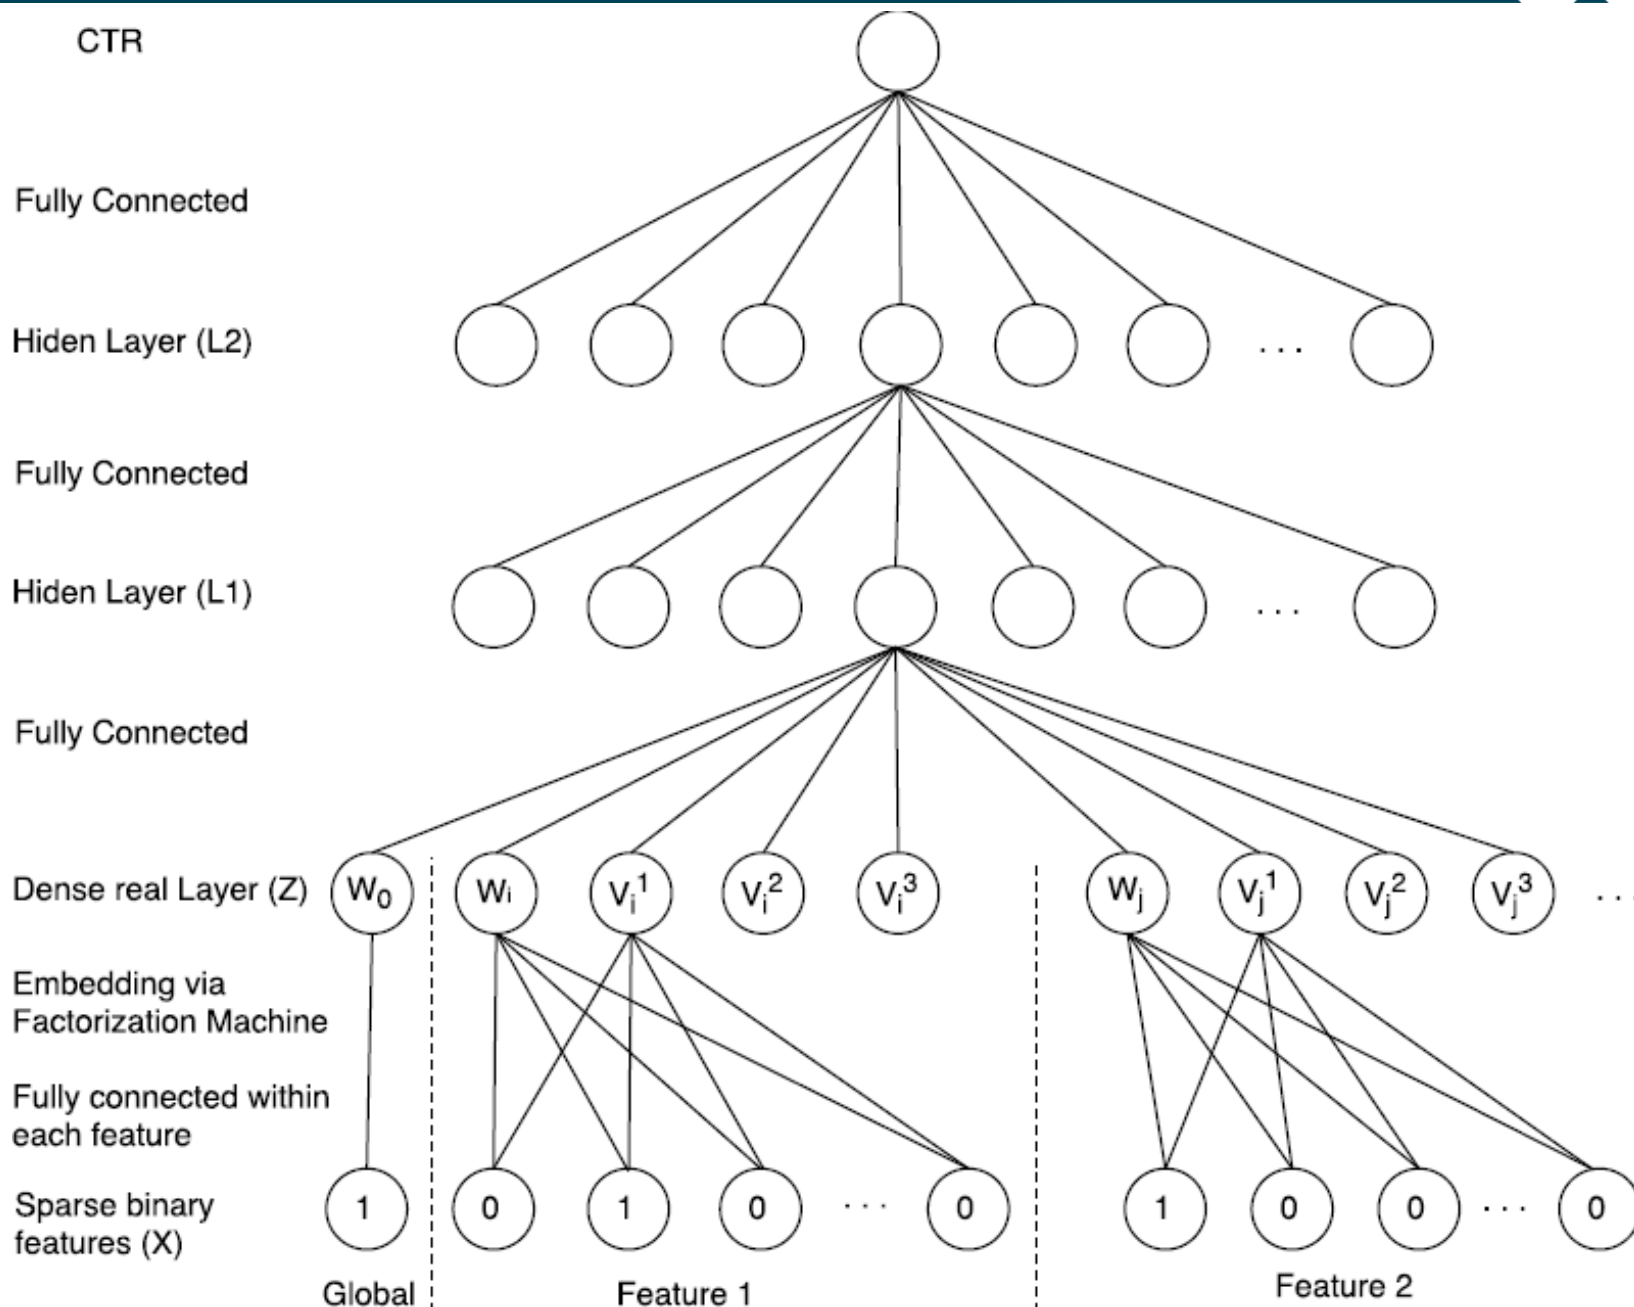 CTR
Fully Connected
Hiden Layer (L2)
...
Fully Connected
Hiden Layer (L1)
...
Fully Connected
Dense real Layer (Z) W₀ Wᵢ Vᵢ¹ Vᵢ² Vᵢ³ Wⱼ Vⱼ¹ Vⱼ² Vⱼ³ ...
Embedding via
Factorization Machine
Fully connected within
each feature
Sparse binary
features (X)
1 0 1 0 ... 0 1 0 0 ... 0
Global Feature 1 Feature 2